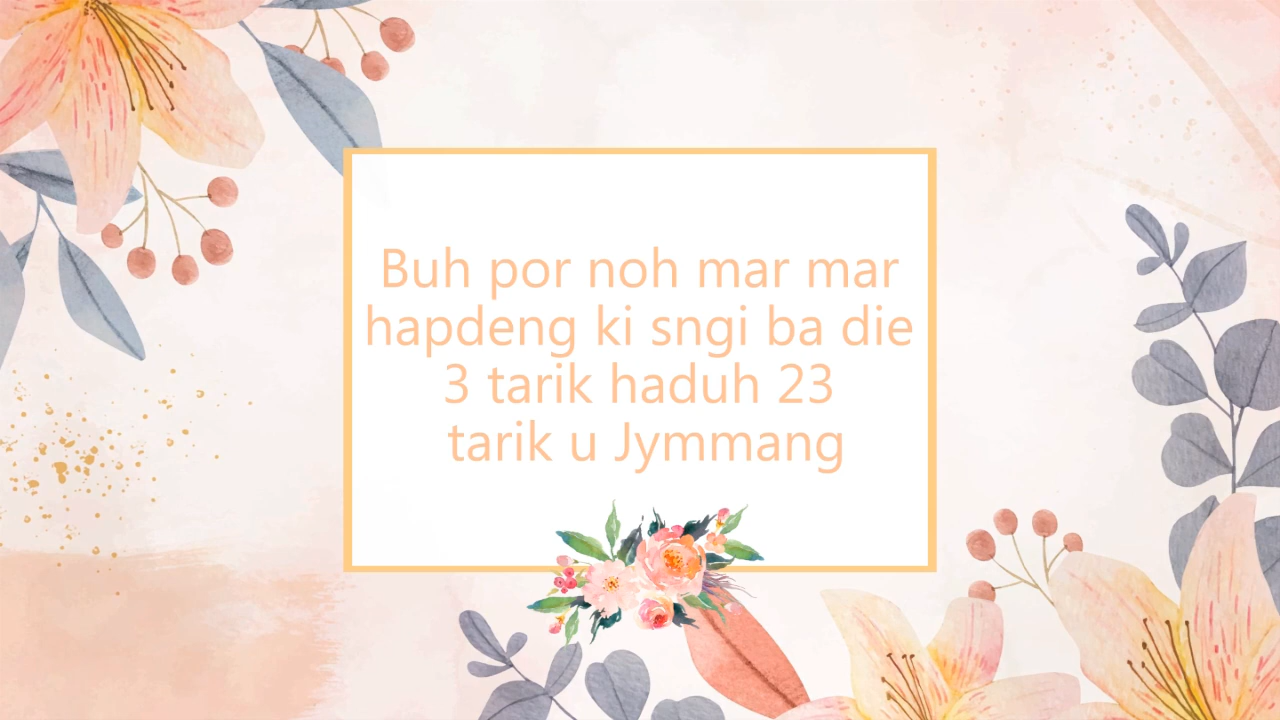 Buh por noh mar mar
hapdeng ki sngi ba die
3 tarik haduh 23
tarik u Jymmang